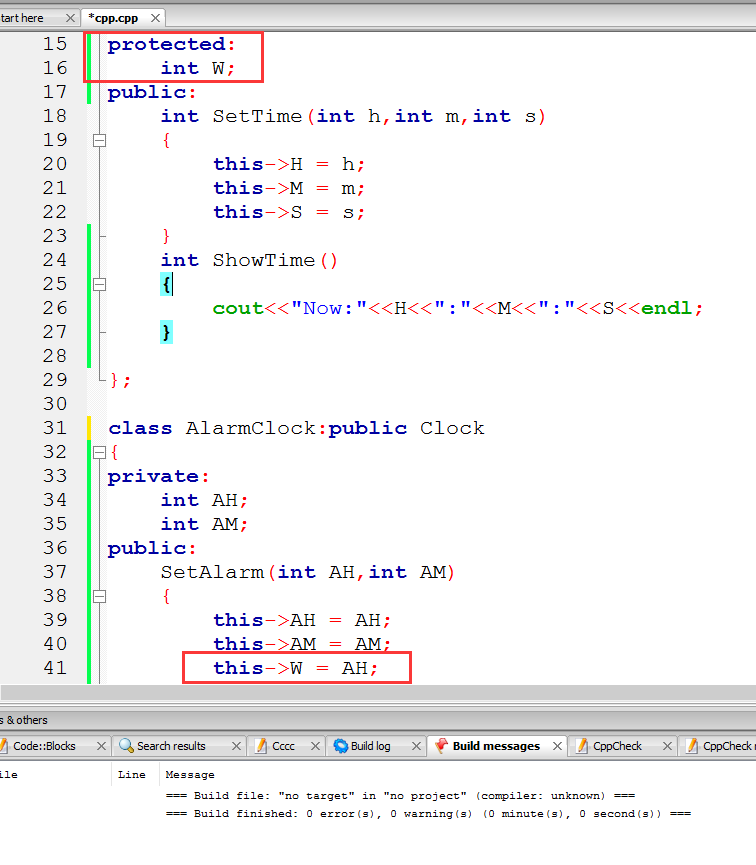 tart here
*cpp.cpp
15 protected:
16 int W;
17 public:
18 int SetTime(int h,int m,int s)
19 {
20 this->H = h;
21 this->M = m;
22 this->S = s;
23 }
24 int ShowTime()
25 {
26 cout<<"Now:"<<H<<":"<<M<<":"<<S<<endl;
27 }
28
29 };
30
31 class AlarmClock:public Clock
32 {
33 private:
34 int AH;
35 int AM;
36 public:
37 SetAlarm(int AH,int AM)
38 {
39 this->AH = AH;
40 this->AM = AM;
41 this->W = AH;
s & others
Code::Blocks Search results Cccc Build log Build messages CppCheck CppCheck
ile Line Message
=== Build file: "no target" in "no project" (compiler: unknown) ===
=== Build finished: 0 error(s), 0 warning(s) (0 minute(s), 0 second(s)) ===